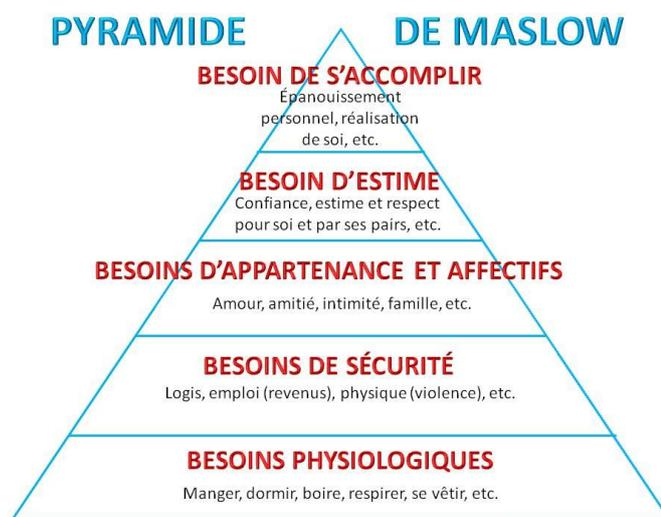 PYRAMIDE DE MASLOW
BESOIN DE S'ACCOMPLIR
Épanouissement
personnel, réalisation
de soi, etc.
BESOIN D'ESTIME
Confiance, estime et respect
pour soi et par ses pairs, etc.
BESOINS D'APPARTENANCE ET AFFECTIFS
Amour, amitié, intimité, famille, etc.
BESOINS DE SÉCURITÉ
Logis, emploi (revenus), physique (violence), etc.
BESOINS PHYSIOLOGIQUES
Manger, dormir, boire, respirer, se vêtir, etc.